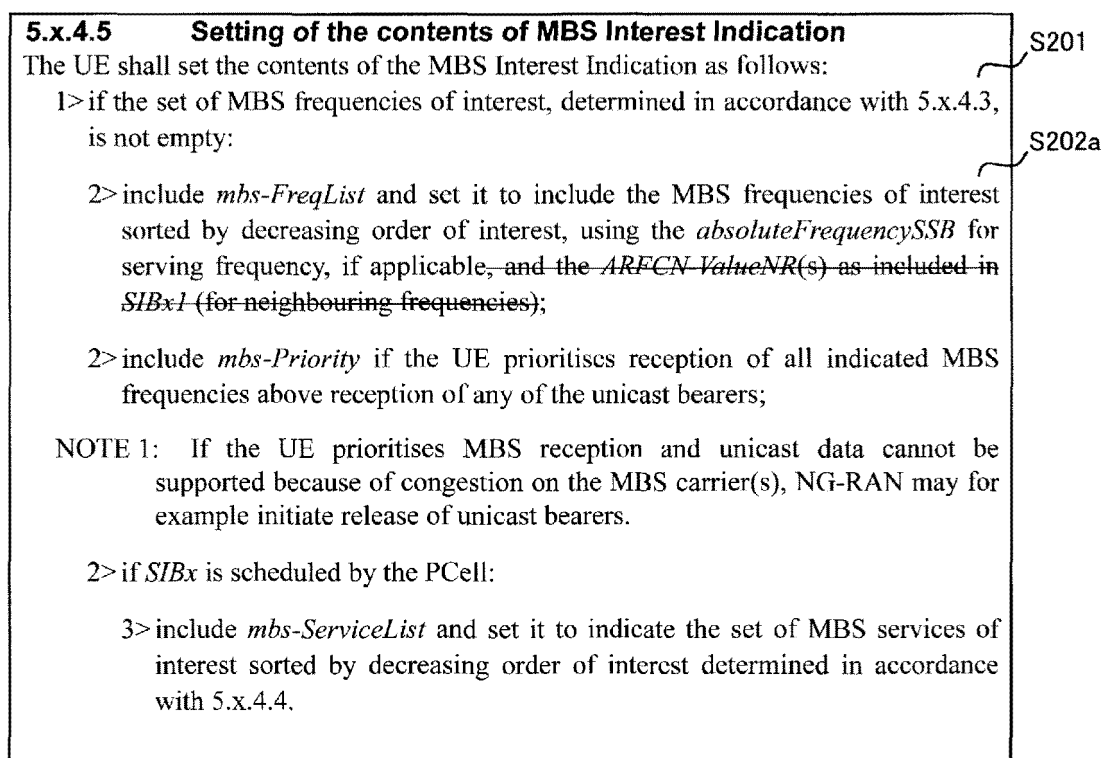 5.x.4.5 Setting of the contents of MBS Interest Indication
S201
The UE shall set the contents of the MBS Interest Indication as follows:
1> if the set of MBS frequencies of interest, determined in accordance with 5.x.4.3,
is not empty:
S202a
2> include mbs-FreqList and set it to include the MBS frequencies of interest
sorted by decreasing order of interest, using the absoluteFrequencySSB for
serving frequency, if applicable, and the ARFCN-ValueNR(s) as included in
SIBx1 (for neighbouring frequencies);
2> include mbs-Priority if the UE prioritises reception of all indicated MBS
frequencies above reception of any of the unicast bearers;
NOTE 1: If the UE prioritises MBS reception and unicast data cannot be
supported because of congestion on the MBS carrier(s), NG-RAN may for
example initiate release of unicast bearers.
2> if SIBx is scheduled by the PCell:
3> include mbs-ServiceList and set it to indicate the set of MBS services of
interest sorted by decreasing order of interest determined in accordance
with 5.x.4.4.